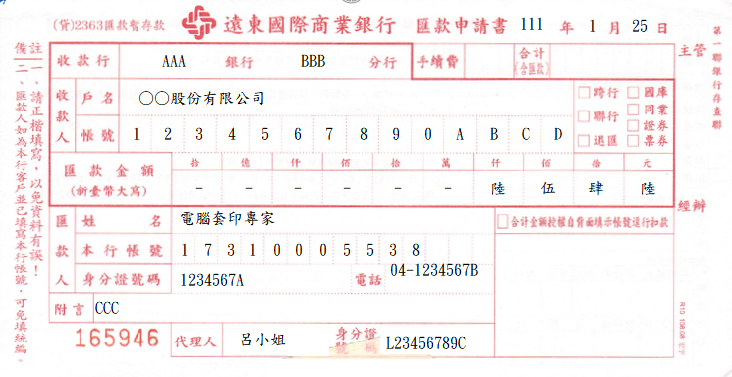 (貸)2363匯款暫存款 遠東國際商業銀行 匯款申請書 111 年 1 月 25 日
收款行 AAA 銀行 BBB 分行 手續費 合計(含匯款)
收款人 戶名 ○○股份有限公司
帳號 1 2 3 4 5 6 7 8 9 0 A B C D
□跨行 □國庫
□聯行 □同業
□證券
□退匯 □票券
匯款金額 (新臺幣大寫) 拾 億 仟 佰 拾 萬 仟 佰 拾 元
- - - - - - 陸 伍 肆 陸
匯款人 姓名 電腦套印專家
本行帳號 1 7 3 1 0 0 0 5 5 3 8
身分證號碼 1234567A 電話 04-1234567B
□合計金額授權自背面填示帳號逕行扣款
附言 CCC
165946 代理人 呂小姐 身分證號碼 L23456789C
備註
一、請正楷填寫，以免資料有誤！
二、匯款人如為本行客戶並已填寫本行帳號，可免填統編。
主管
經辦
第一聯銀行存查聯